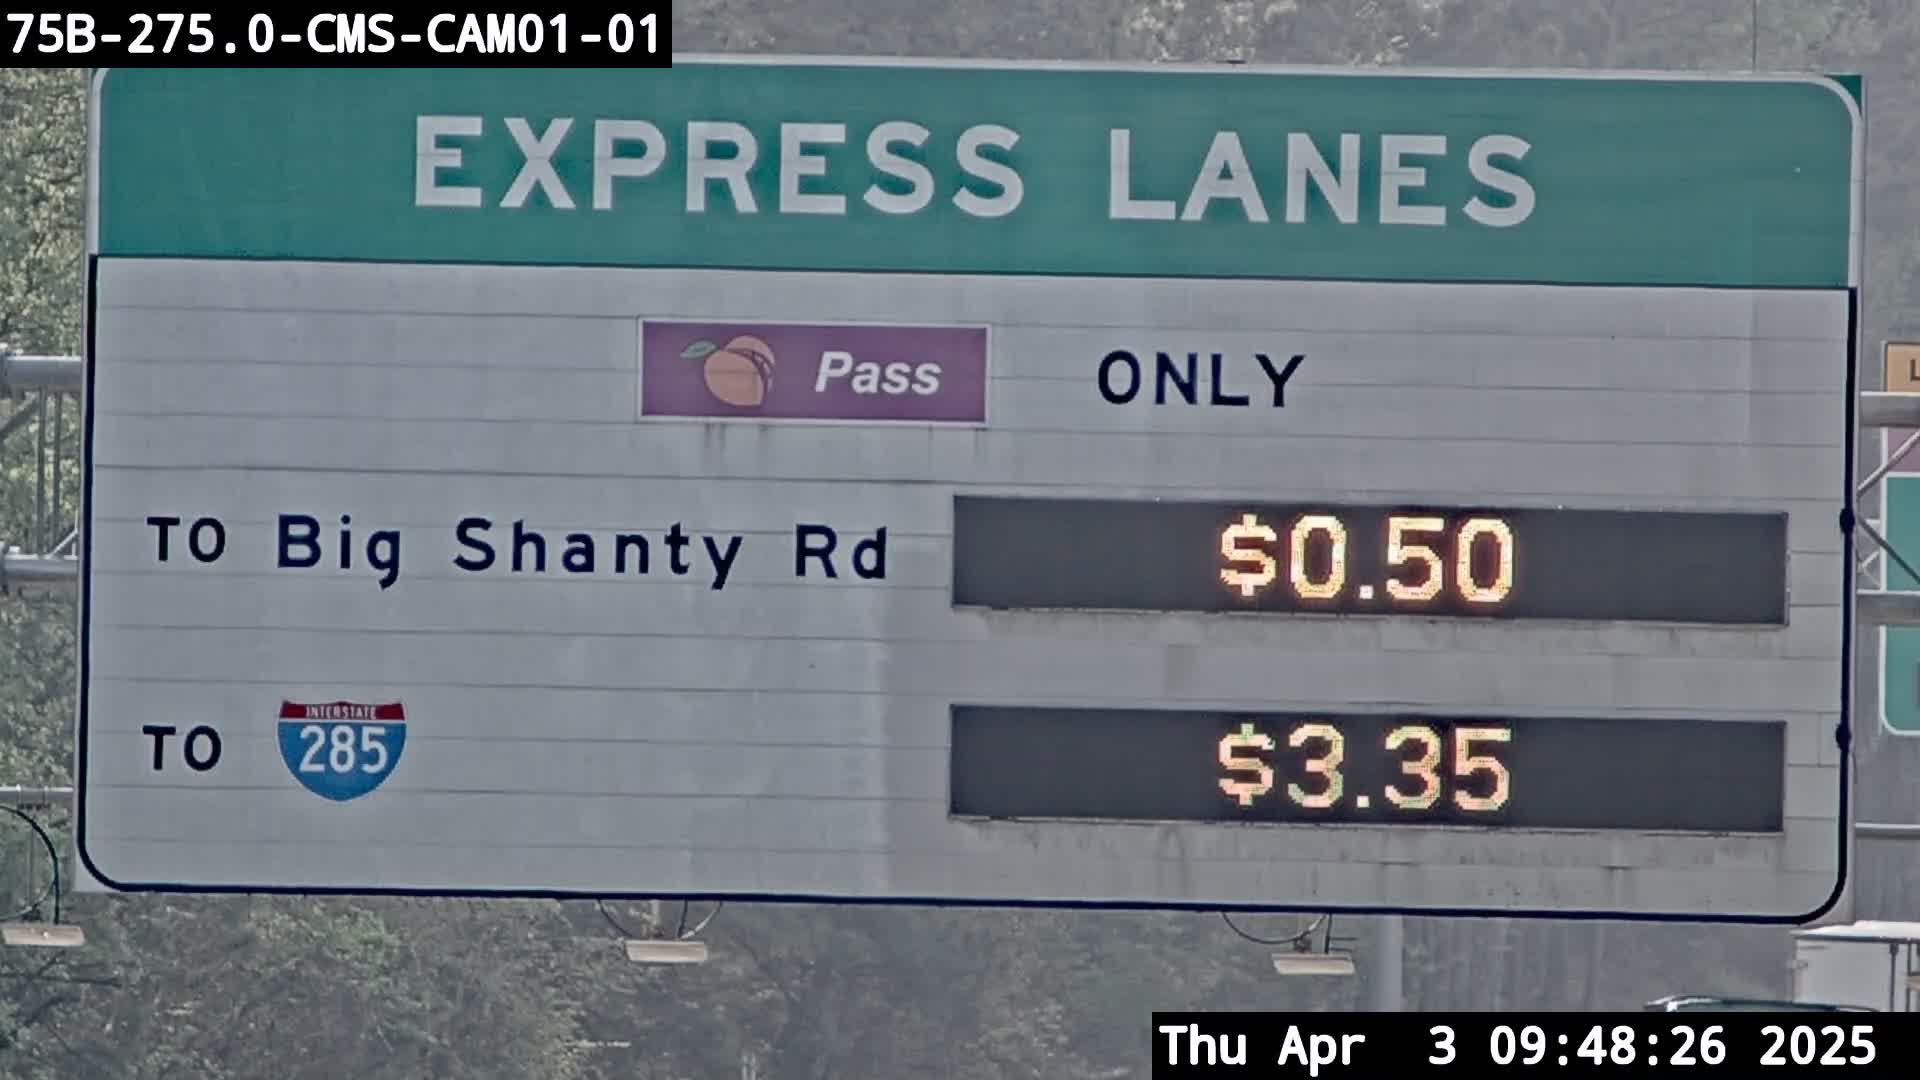 75B-275.0-CMS-CAM01-01
EXPRESS LANES
Pass ONLY
TO Big Shanty Rd $0.50
TO INTERSTATE 285 $3.35
Thu Apr 3 09:48:26 2025